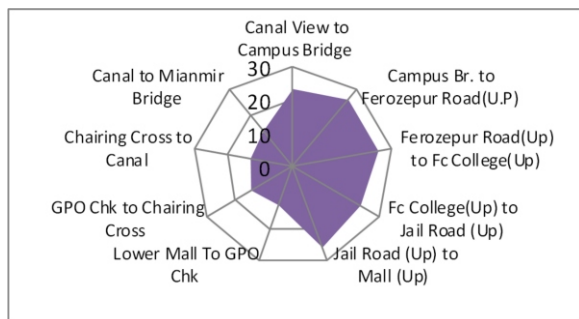 Canal View to
Campus Bridge
Campus Br. to
Ferozepur Road(U.P)
Ferozepur Road(Up)
to Fc College(Up)
Fc College(Up) to
Jail Road (Up)
Jail Road (Up) to
Mall (Up)
Lower Mall To GPO
Chk
GPO Chk to Chairing
Cross
Chairing Cross to
Canal
Canal to Mianmir
Bridge
30
20
10
0